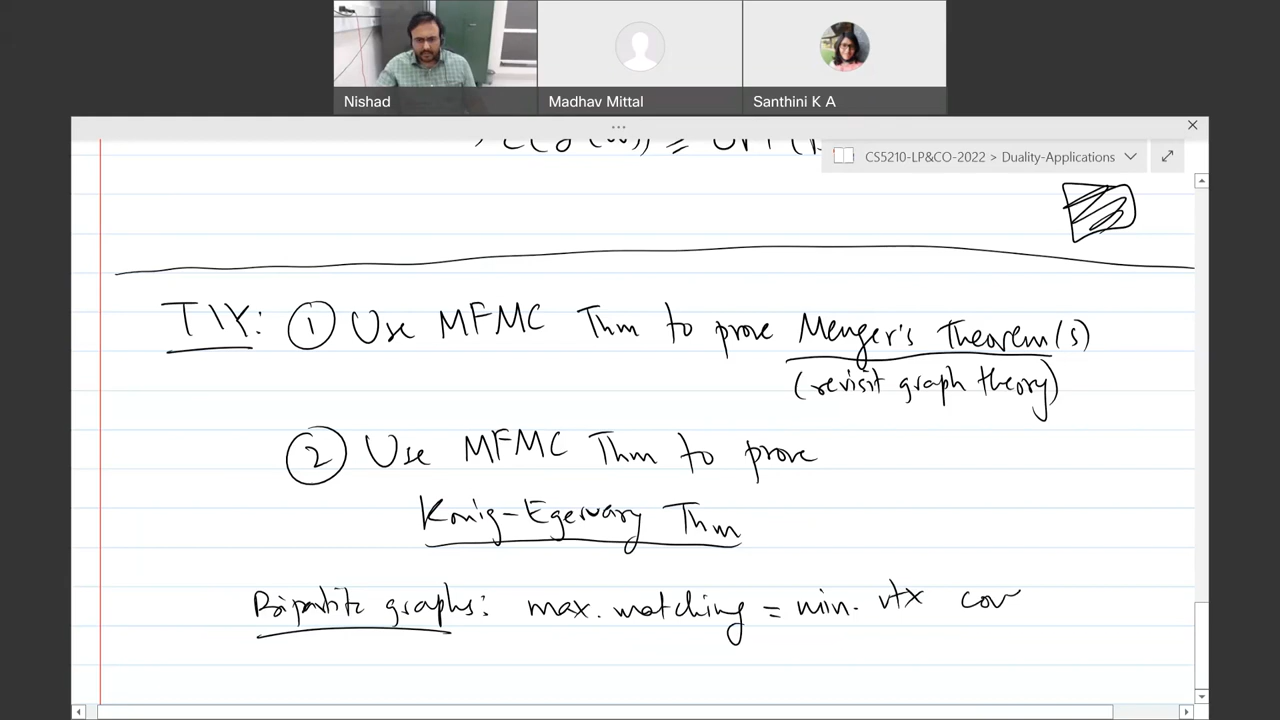 Nishad
Madhav Mittal
Santhini K A
CS5210-LP&CO-2022 > Duality-Applications
TIY: ① Use MFMC Thm to prove Menger's Theorem(s)
(revisit graph theory)
② Use MFMC Thm to prove
Konig-Egervary Thm
Bipartite graphs: max. matching = min. vtx cov